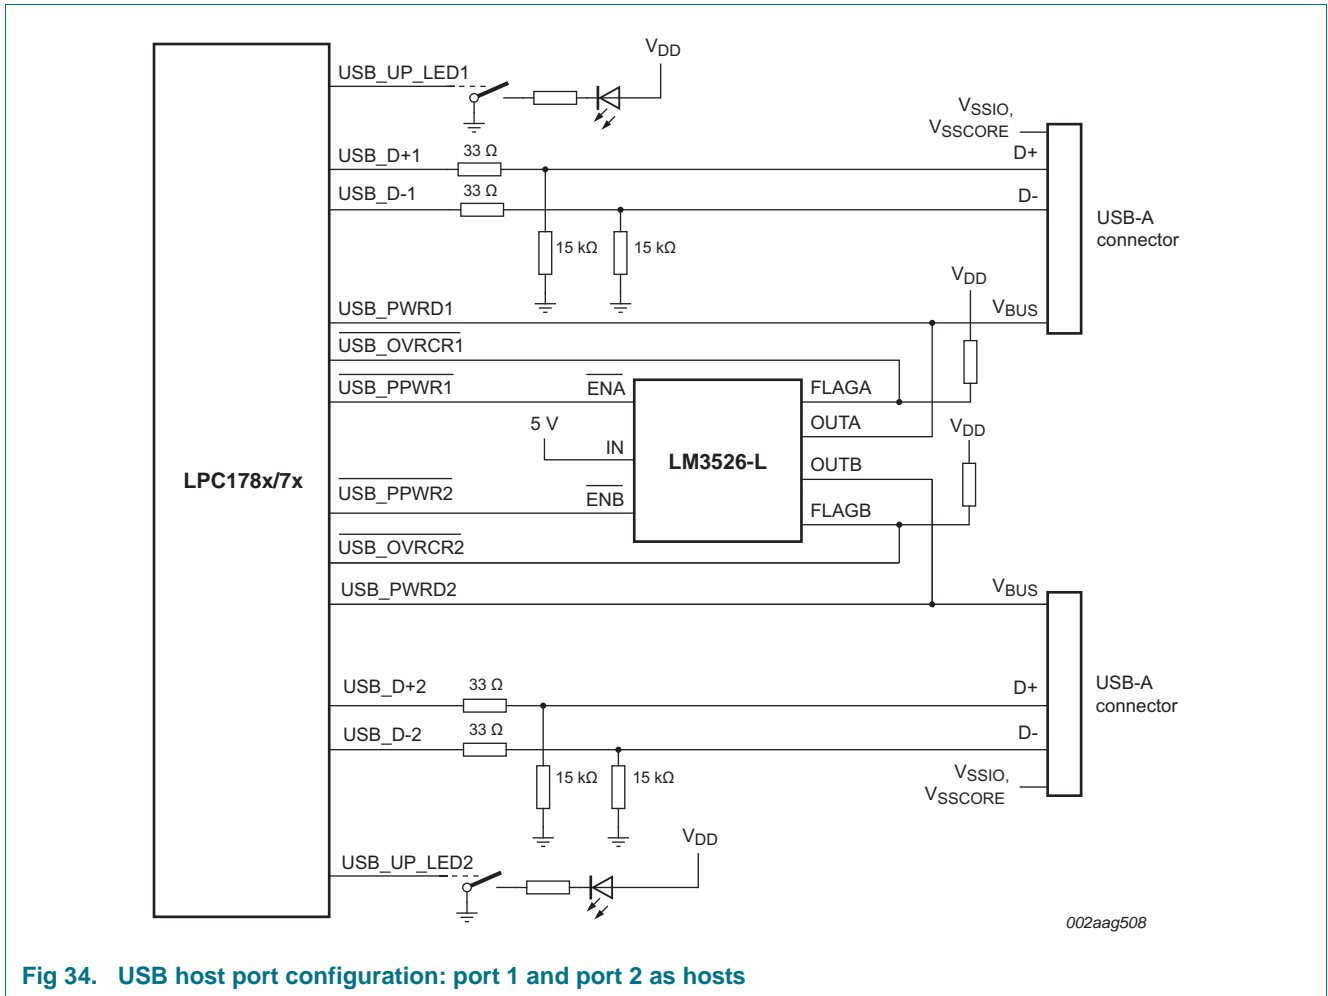 USB_UP_LED1
VDD
VSSIO,
VSSCORE
USB_D+1
33 Ω
D+
USB_D-1
33 Ω
D-
USB-A
connector
15 kΩ
15 kΩ
VDD
USB_PWRD1
VBUS
USB_OVRCR1
USB_PPWR1
ENA
FLAGA
5 V
IN
OUTA
VDD
LPC178x/7x
LM3526-L
OUTB
USB_PPWR2
ENB
FLAGB
USB_OVRCR2
USB_PWRD2
VBUS
USB_D+2
33 Ω
D+
USB-A
connector
USB_D-2
33 Ω
D-
15 kΩ
15 kΩ
VSSIO,
VSSCORE
VDD
USB_UP_LED2
002aag508
Fig 34. USB host port configuration: port 1 and port 2 as hosts